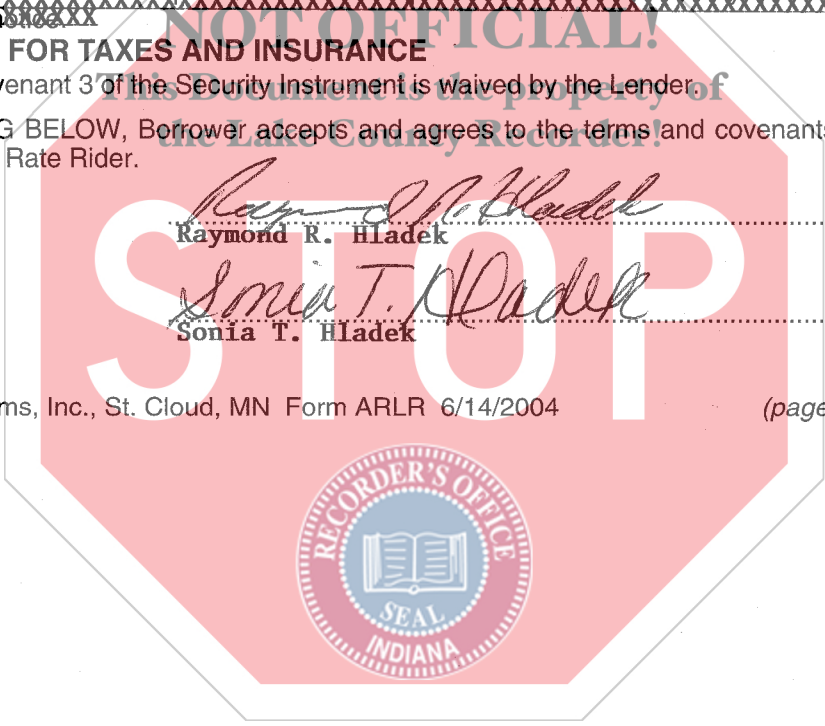 NOT OFFICIAL!
FOR TAXES AND INSURANCE
venant 3 of the Security Instrument is waived by the Lender.
This Document is the property of
G BELOW, Borrower accepts and agrees to the terms and covenants
the Lake County Recorder!
Rate Rider.
Raymond R. Hladek
Raymond R. Hladek
Sonia T. Hladek
Sonia T. Hladek
STOP
ms, Inc., St. Cloud, MN Form ARLR 6/14/2004 (page
RECORDER'S OFFICE
SEAL
INDIANA